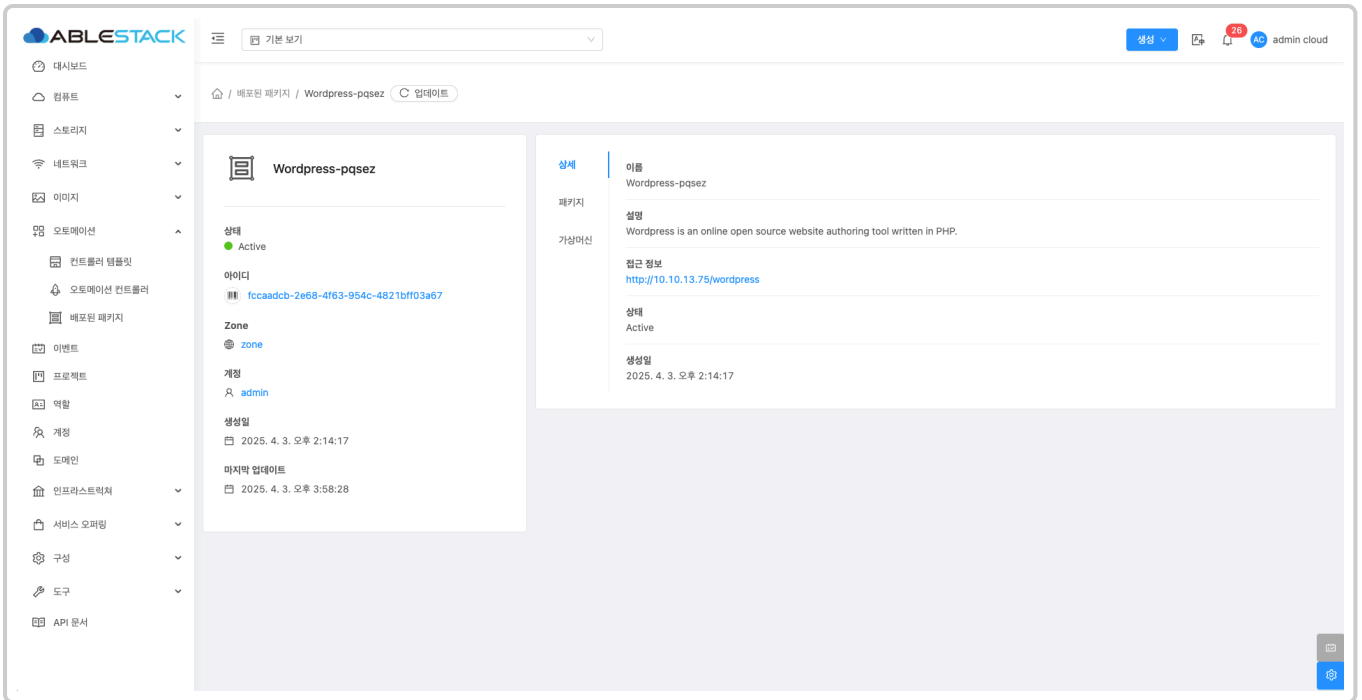 ABLESTACK
기본 보기
생성
26
AC
admin cloud
대시보드
컴퓨트
스토리지
네트워크
이미지
오토메이션
컨트롤러 템플릿
오토메이션 컨트롤러
배포된 패키지
이벤트
프로젝트
역할
계정
도메인
인프라스트럭쳐
서비스 오퍼링
구성
도구
API 문서
/ 배포된 패키지 / Wordpress-pqsez
업데이트
Wordpress-pqsez
상태
Active
아이디
fccaadcb-2e68-4f63-954c-4821bff03a67
Zone
zone
계정
admin
생성일
2025. 4. 3. 오후 2:14:17
마지막 업데이트
2025. 4. 3. 오후 3:58:28
상세
패키지
가상머신
이름
Wordpress-pqsez
설명
Wordpress is an online open source website authoring tool written in PHP.
접근 정보
http://10.10.13.75/wordpress
상태
Active
생성일
2025. 4. 3. 오후 2:14:17